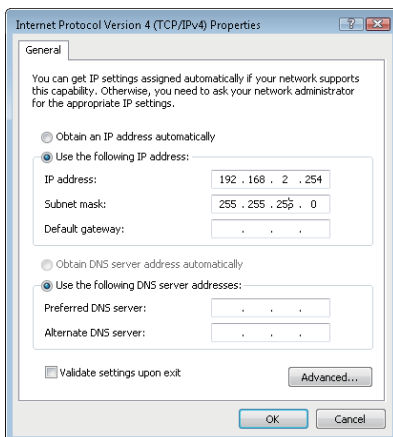 Internet Protocol Version 4 (TCP/IPv4) Properties
General
You can get IP settings assigned automatically if your network supports
this capability. Otherwise, you need to ask your network administrator
for the appropriate IP settings.
Obtain an IP address automatically
Use the following IP address:
IP address: 192 . 168 . 2 . 254
Subnet mask: 255 . 255 . 255 . 0
Default gateway: . . .
Obtain DNS server address automatically
Use the following DNS server addresses:
Preferred DNS server: . . .
Alternate DNS server: . . .
Validate settings upon exit
Advanced...
OK Cancel